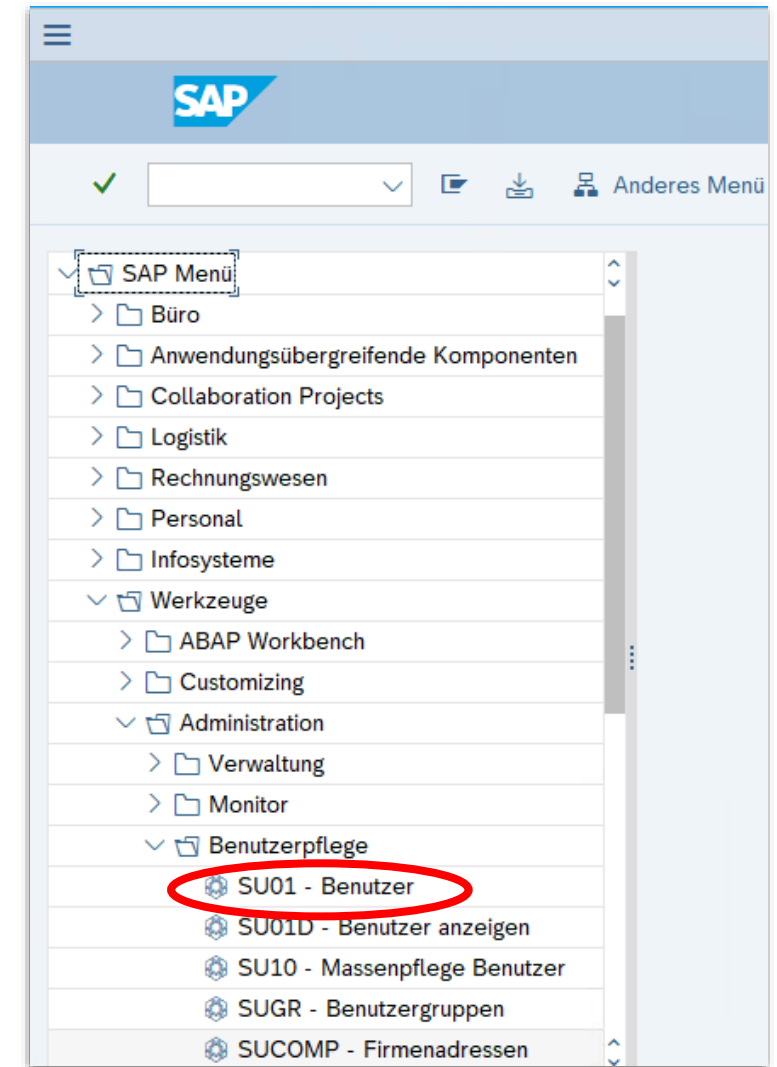 SAP
Anderes Menü
SAP Menü
Büro
Anwendungsübergreifende Komponenten
Collaboration Projects
Logistik
Rechnungswesen
Personal
Infosysteme
Werkzeuge
ABAP Workbench
Customizing
Administration
Verwaltung
Monitor
Benutzerpflege
SU01 - Benutzer
SU01D - Benutzer anzeigen
SU10 - Massenpflege Benutzer
SUGR - Benutzergruppen
SUCOMP - Firmenadressen